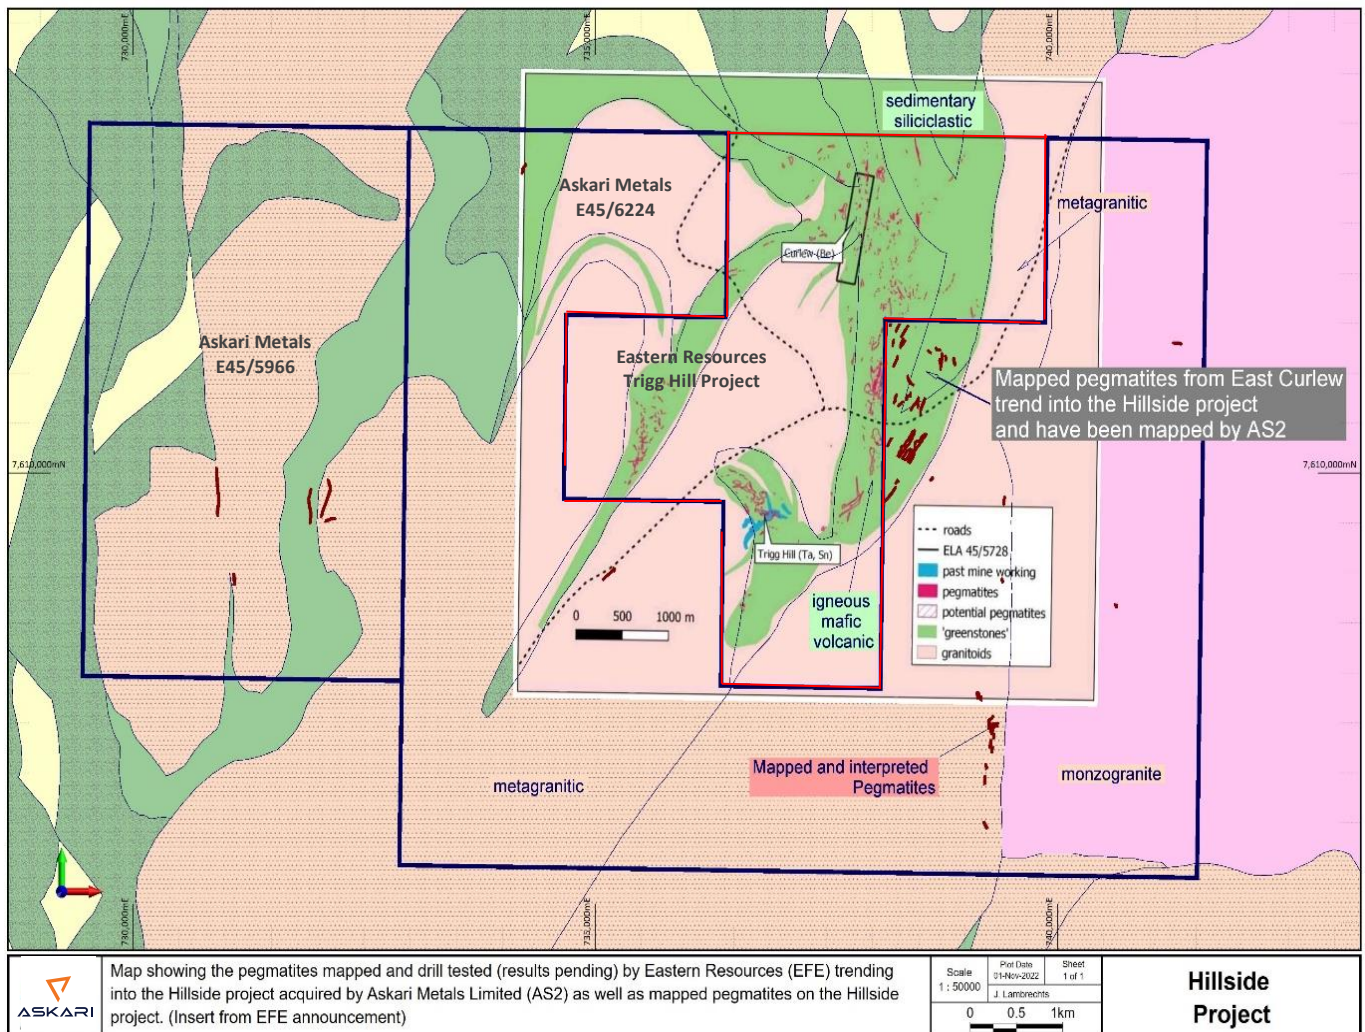 730,000mE
735,000mE
740,000mE
sedimentary
siliciclastic
Askari Metals
E45/6224
metagranitic
Curlew (Be)
Askari Metals
E45/5966
Eastern Resources
Trigg Hill Project
Mapped pegmatites from East Curlew
trend into the Hillside project
and have been mapped by AS2
7,610,000mN
7,610,000mN
Trigg Hill (Ta, Sn)
roads
ELA 45/5728
past mine working
pegmatites
potential pegmatites
'greenstones'
granitoids
igneous
mafic
volcanic
0 500 1000 m
Mapped and interpreted
Pegmatites
metagranitic
monzogranite
730,000mE
735,000mE
740,000mE
ASKARI
Map showing the pegmatites mapped and drill tested (results pending) by Eastern Resources (EFE) trending
into the Hillside project acquired by Askari Metals Limited (AS2) as well as mapped pegmatites on the Hillside
project. (Insert from EFE announcement)
Scale
1 : 50000
Plot Date
01-Nov-2022
Sheet
1 of 1
J. Lambrechts
0 0.5 1km
Hillside
Project